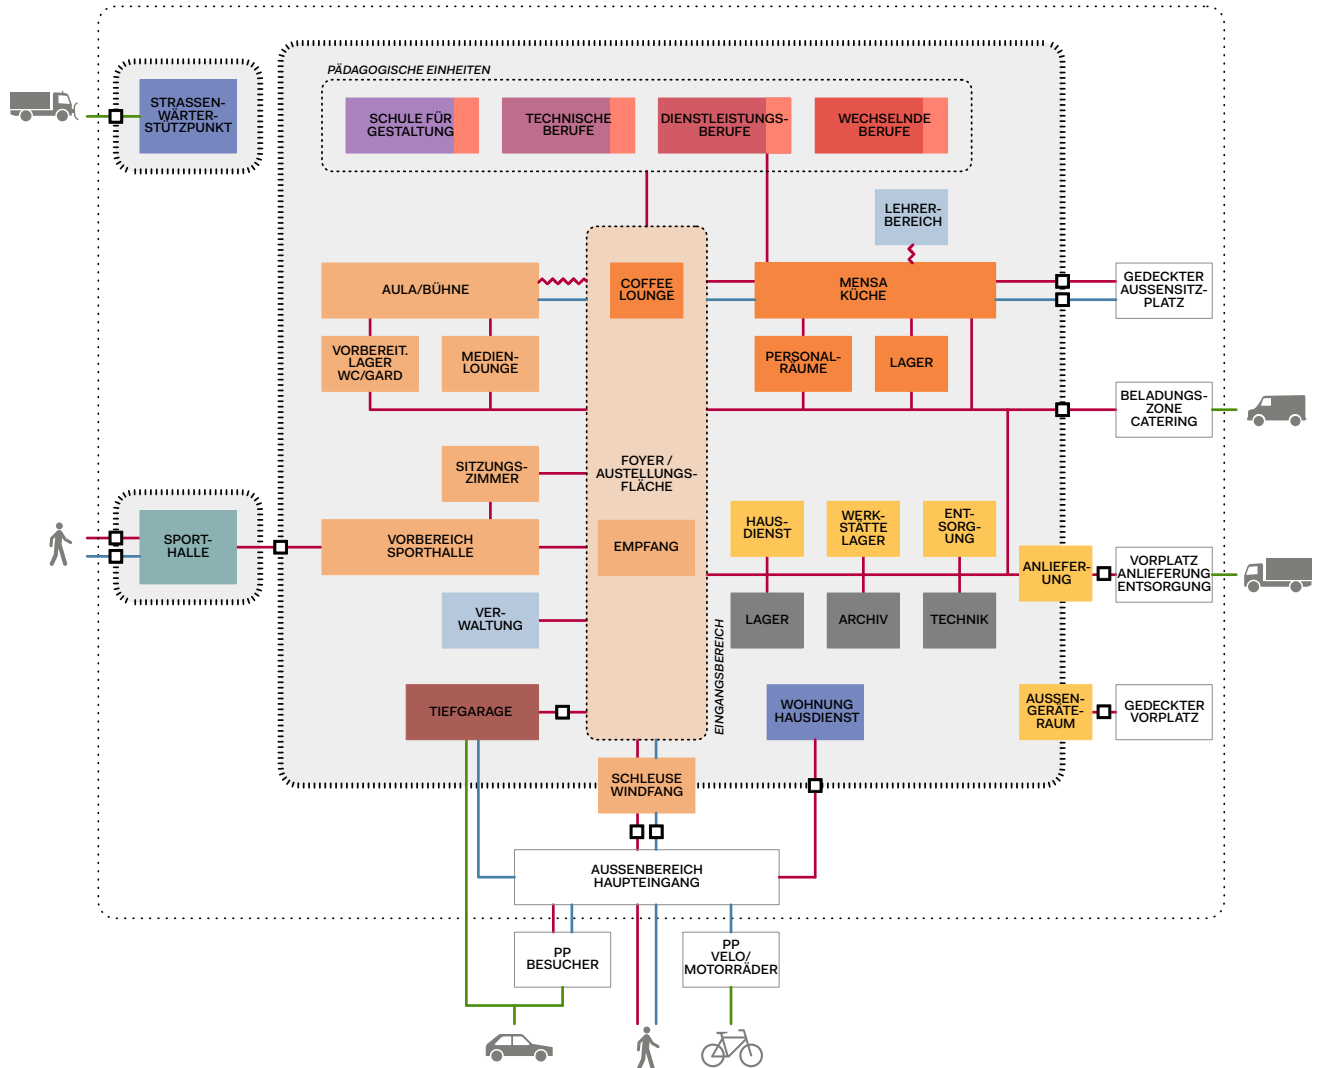 PÄDAGOGISCHE EINHEITEN
STRASSEN-
WÄRTER-
STÜTZPUNKT
SCHULE FÜR
GESTALTUNG
TECHNISCHE
BERUFE
DIENSTLEISTUNGS-
BERUFE
WECHSELNDE
BERUFE
LEHRER-
BEREICH
AULA/BÜHNE
COFFEE
LOUNGE
MENSA
KÜCHE
GEDECKTER
AUSSENSITZ-
PLATZ
VORBEREIT.
LAGER
WC/GARD
MEDIEN-
LOUNGE
PERSONAL-
RÄUME
LAGER
BELADUNGS-
ZONE
CATERING
SITZUNGS-
ZIMMER
FOYER /
AUSTELLUNGS-
FLÄCHE
SPORT-
HALLE
VORBEREICH
SPORTHALLE
EMPFANG
HAUS-
DIENST
WERK-
STÄTTE
LAGER
ENT-
SORG-
UNG
ANLIEFER-
UNG
VORPLATZ
ANLIEFERUNG
ENTSORGUNG
VER-
WALTUNG
LAGER
ARCHIV
TECHNIK
EINGANGSBEREICH
TIEFGARAGE
WOHNUNG
HAUSDIENST
AUSSEN-
GERÄTE-
RAUM
GEDECKTER
VORPLATZ
SCHLEUSE
WINDFANG
AUSSENBEREICH
HAUPTEINGANG
PP
BESUCHER
PP
VELO/
MOTORRÄDER